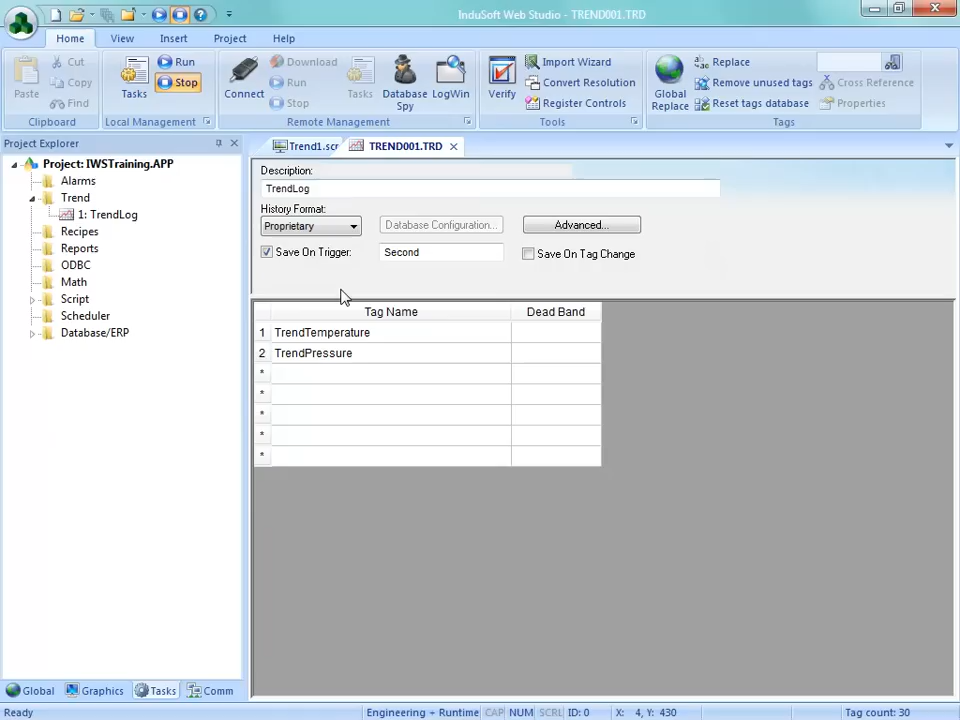 InduSoft Web Studio - TREND001.TRD
Home View Insert Project Help
Paste Cut Copy Find
Clipboard
Tasks Run Stop
Local Management
Connect Download Run Stop Tasks Database Spy LogWin
Remote Management
Verify Import Wizard Convert Resolution Register Controls
Tools
Global Replace Replace Remove unused tags Reset tags database Cross Reference Properties
Tags
Project Explorer
Project: IWSTraining.APP
Alarms
Trend
1: TrendLog
Recipes
Reports
ODBC
Math
Script
Scheduler
Database/ERP
Global Graphics Tasks Comm
Trend1.scr TREND001.TRD
Description:
TrendLog
History Format:
Proprietary Database Configuration... Advanced...
Save On Trigger: Second Save On Tag Change
Tag Name Dead Band
1 TrendTemperature
2 TrendPressure
*
*
*
*
*
Ready Engineering + Runtime CAP NUM SCRL ID: 0 X: 4, Y: 430 Tag count: 30